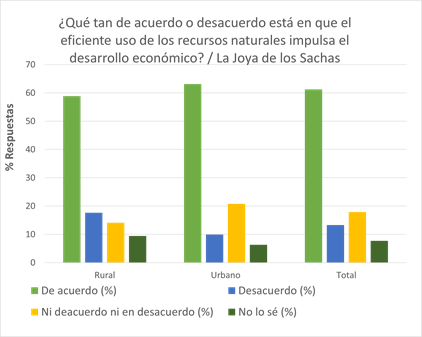 ¿Qué tan de acuerdo o desacuerdo está en que el
eficiente uso de los recursos naturales impulsa el
desarrollo económico? / La Joya de los Sachas
% Respuestas
70
60
50
40
30
20
10
0
Rural Urbano Total
De acuerdo (%) Desacuerdo (%)
Ni deacuerdo ni en desacuerdo (%) No lo sé (%)